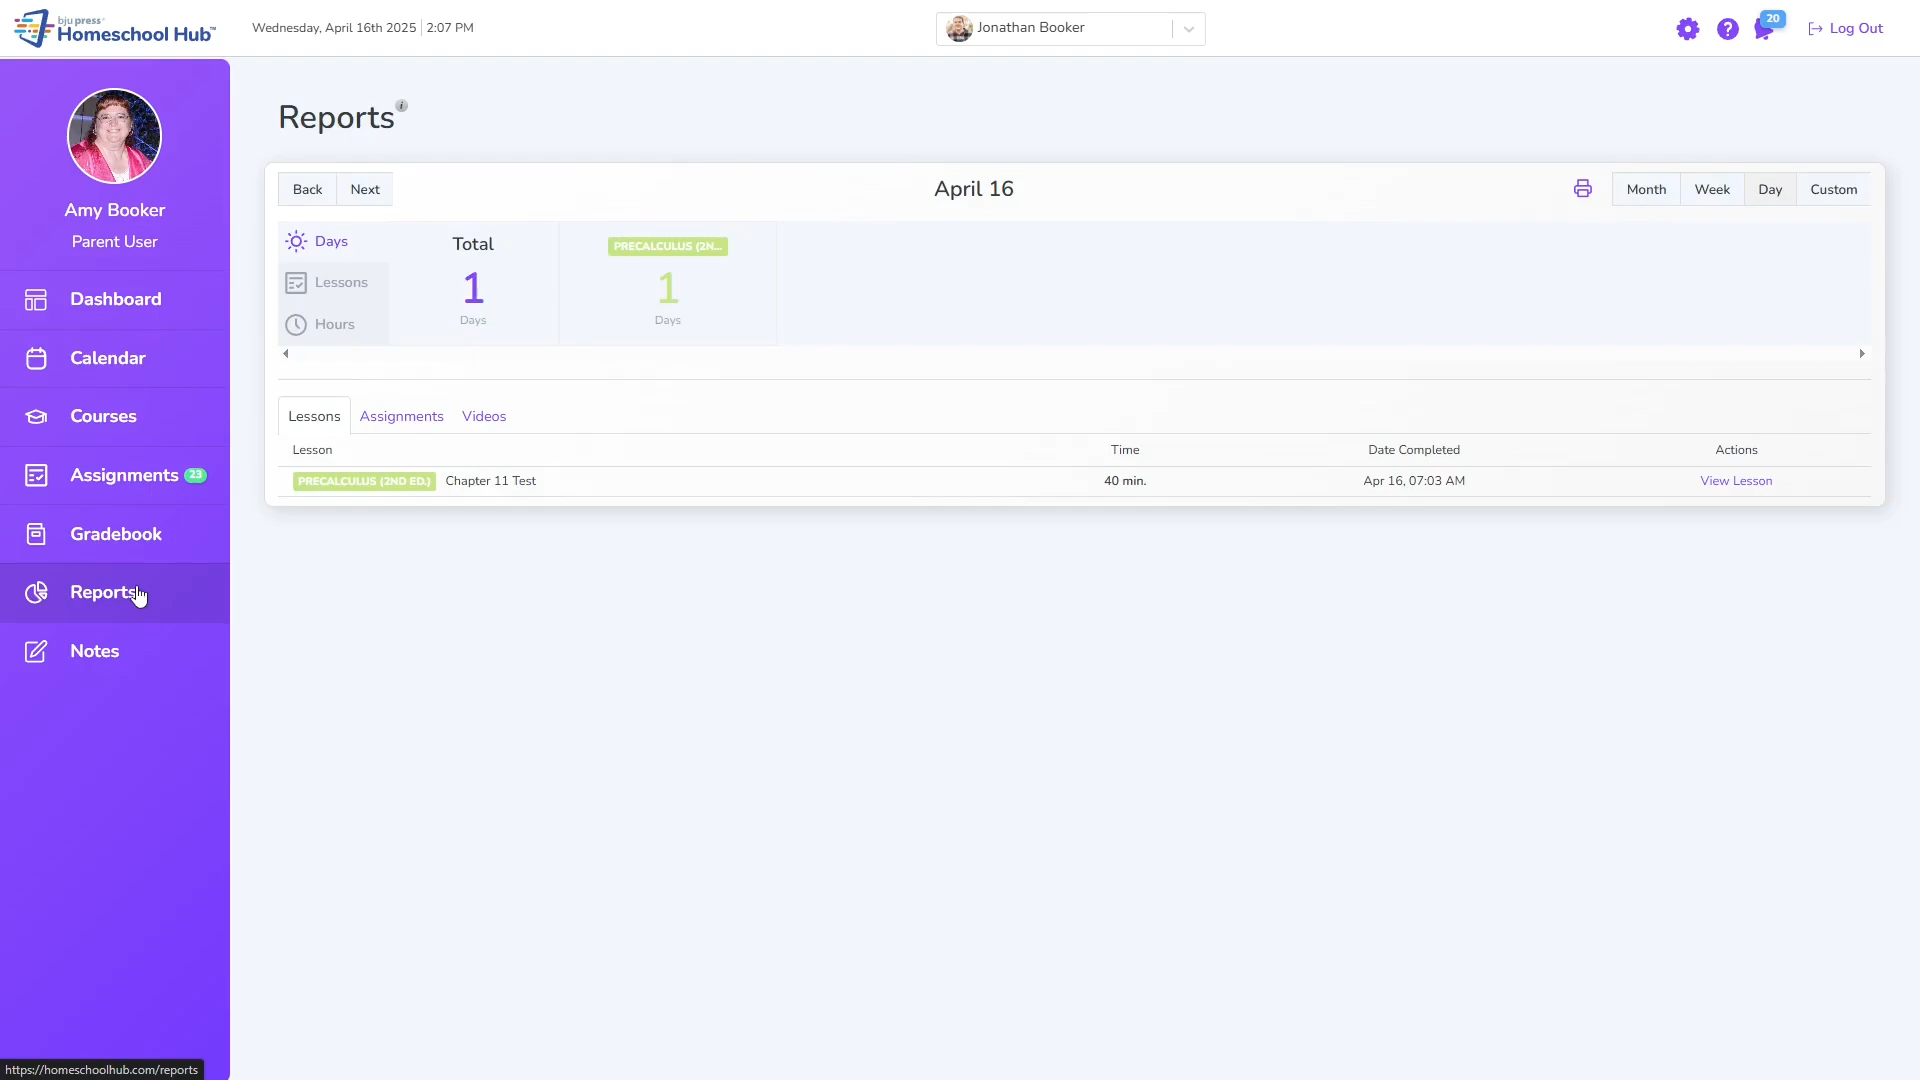 bju press
Homeschool Hub™
Wednesday, April 16th 2025 2:07 PM
Jonathan Booker
20
Log Out
Amy Booker
Parent User
Dashboard
Calendar
Courses
Assignments 23
Gradebook
Reports
Notes
Reports
Back Next
April 16
Month Week Day Custom
Days
Lessons
Hours
Total
1
Days
PRECALCULUS (2N...
1
Days
Lessons Assignments Videos
Lesson Time Date Completed Actions
PRECALCULUS (2ND ED.) Chapter 11 Test 40 min. Apr 16, 07:03 AM View Lesson
https://homeschoolhub.com/reports